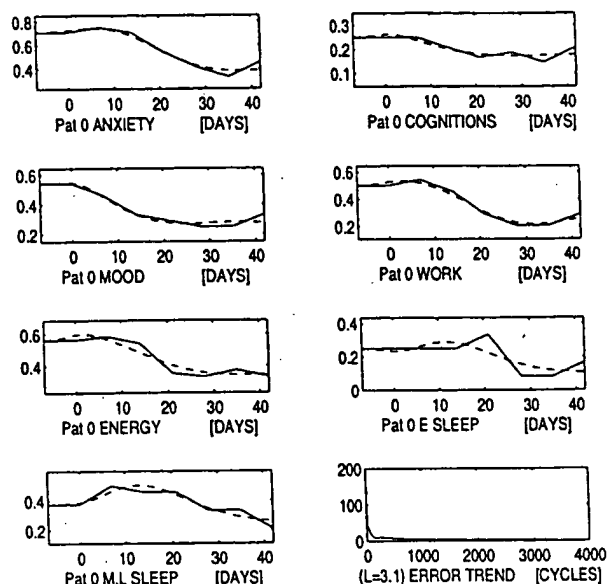 0.8
0.6
0.4
0 10 20 30 40
Pat 0 ANXIETY [DAYS]
0.3
0.2
0.1
0 10 20 30 40
Pat 0 COGNITIONS [DAYS]
0.6
0.4
0.2
0 10 20 30 40
Pat 0 MOOD [DAYS]
0.6
0.4
0.2
0 10 20 30 40
Pat 0 WORK [DAYS]
0.6
0.4
0 10 20 30 40
Pat 0 ENERGY [DAYS]
0.4
0.2
0
0 10 20 30 40
Pat 0 E SLEEP [DAYS]
0.4
0.2
0 10 20 30 40
Pat 0 M,L SLEEP [DAYS]
200
100
0
0 1000 2000 3000 4000
(L=3.1) ERROR TREND [CYCLES]